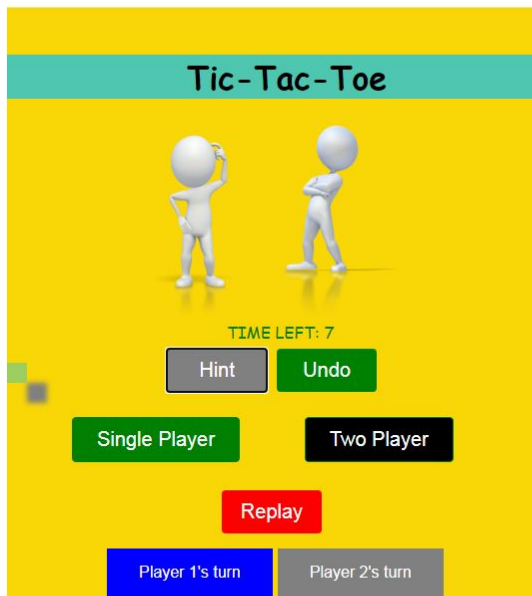 Tic-Tac-Toe
TIME LEFT: 7
Hint Undo
Single Player Two Player
Replay
Player 1's turn Player 2's turn